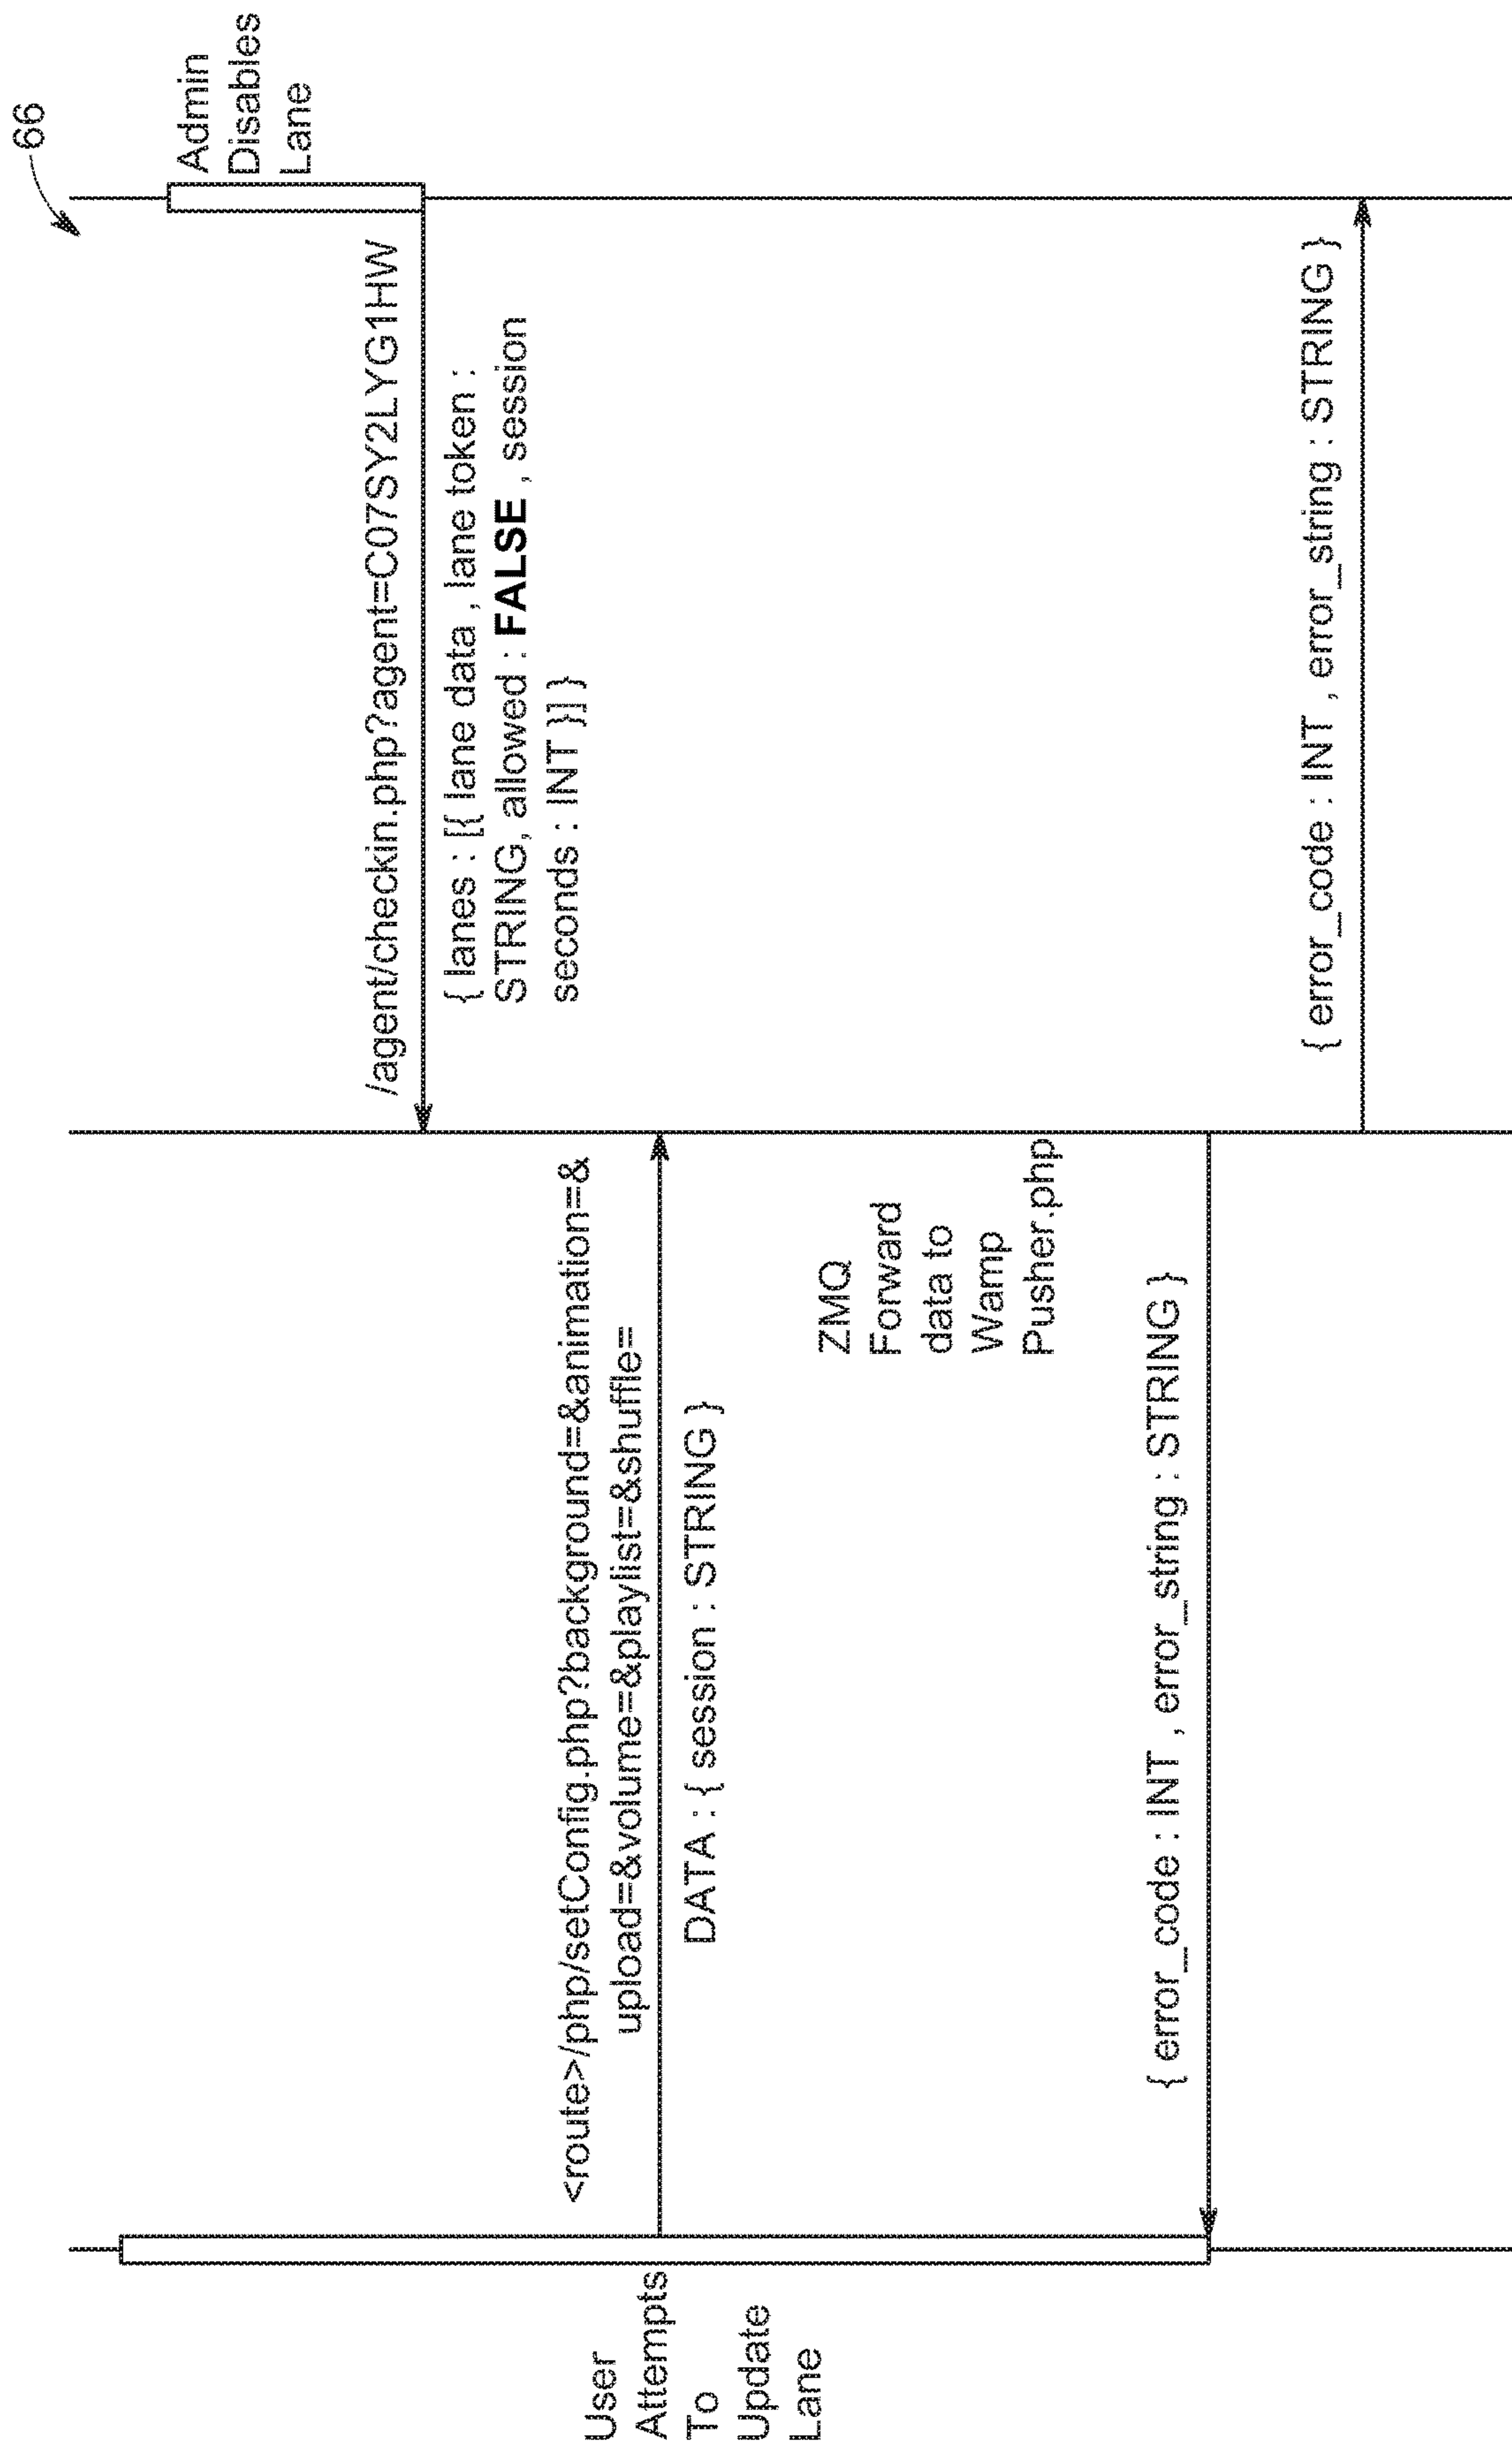 66
Admin
Disables
Lane
/agent/checkin.php?agent=C07SY2LYG1HW
{ lanes : [{ lane data , lane token :
STRING, allowed : FALSE , session
seconds : INT }] }
User
Attempts
To
Update
Lane
<route>/php/setConfig.php?background=&animation=&
upload=&volume=&playlist=&shuffle=
DATA : { session : STRING }
ZMQ
Forward
data to
Wamp
Pusher.php
{ error_code : INT , error_string : STRING }
{ error_code : INT , error_string : STRING }